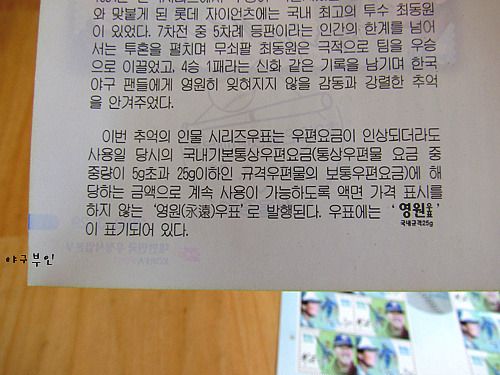 와 맞붙게 된 롯데 자이언츠에는 국내 최고의 투수 최동원
이 있었다. 7차전 중 5차례 등판이라는 인간의 한계를 넘어
서는 투혼을 펼치며 무쇠팔 최동원은 극적으로 팀을 우승
으로 이끌었고, 4승 1패라는 신화 같은 기록을 남기며 한국
야구 팬들에게 영원히 잊혀지지 않을 감동과 강렬한 추억
을 안겨주었다.
이번 추억의 인물 시리즈우표는 우편요금이 인상되더라도
사용일 당시의 국내기본통상우편요금(통상우편물 요금 중
중량이 5g초과 25g이하인 규격우편물의 보통우편요금)에 해
당하는 금액으로 계속 사용이 가능하도록 액면 가격 표시를
하지 않는 '영원(永遠)우표'로 발행된다. 우표에는 '영원우표'
국내규격25g
이 표기되어 있다.
야구부인